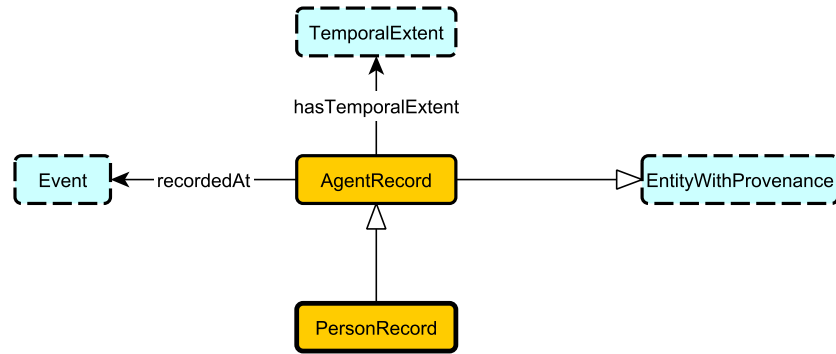 TemporalExtent
hasTemporalExtent
Event
recordedAt
AgentRecord
EntityWithProvenance
PersonRecord